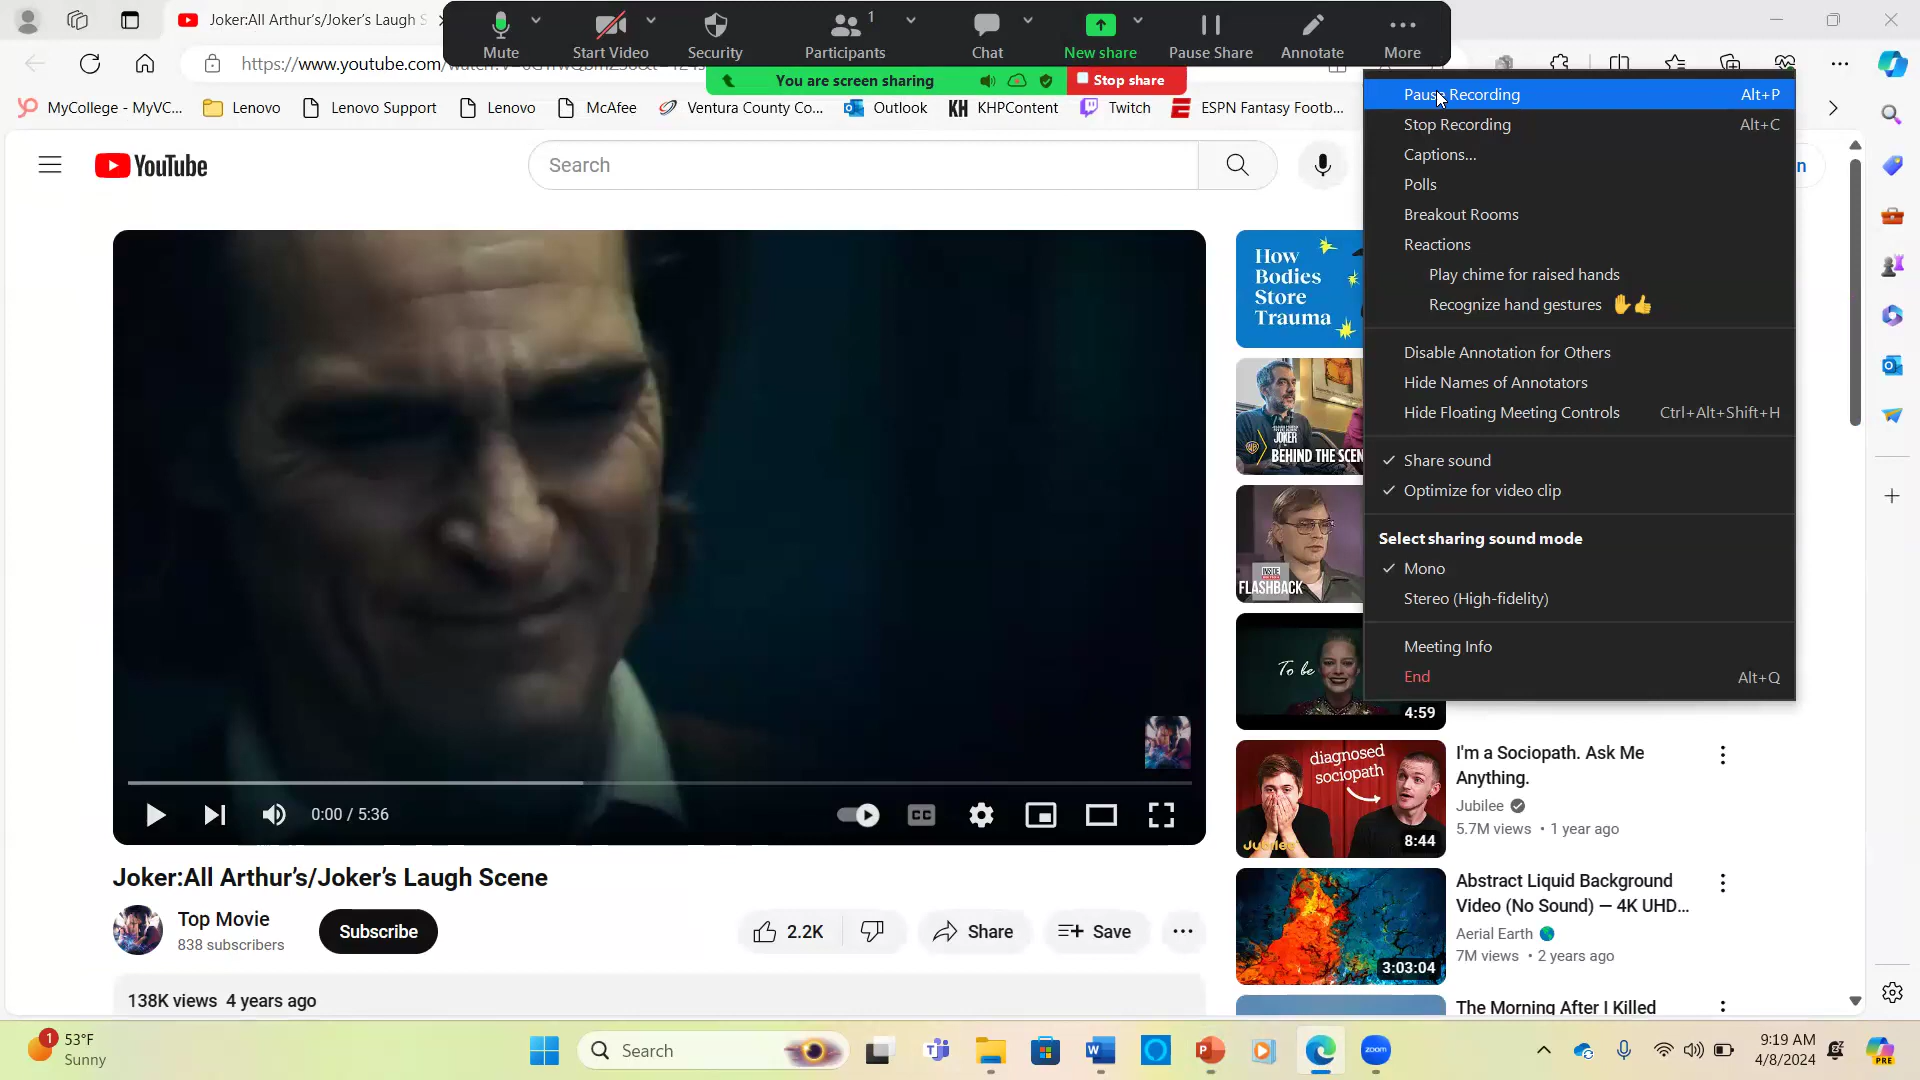 Joker:All Arthur's/Joker's Laugh S
Mute
Start Video
Security
1
Participants
Chat
New share
Pause Share
Annotate
More
https://www.youtube.com/
You are screen sharing
Stop share
MyCollege - MyVC...
Lenovo
Lenovo Support
Lenovo
McAfee
Ventura County Co...
Outlook
KH KHPContent
Twitch
ESPN Fantasy Footb...
Pause Recording Alt+P
Stop Recording Alt+C
Captions...
Polls
Breakout Rooms
Reactions
Play chime for raised hands
Recognize hand gestures
Disable Annotation for Others
Hide Names of Annotators
Hide Floating Meeting Controls Ctrl+Alt+Shift+H
Share sound
Optimize for video clip
Select sharing sound mode
Mono
Stereo (High-fidelity)
Meeting Info
End Alt+Q
YouTube
Search
How
Bodies
Store
Trauma
JOKER
BEHIND THE SCEN
INSIDE
FLASHBACK
To be
4:59
diagnosed
sociopath
Jubilee
8:44
I'm a Sociopath. Ask Me
Anything.
Jubilee
5.7M views • 1 year ago
3:03:04
Abstract Liquid Background
Video (No Sound) — 4K UHD...
Aerial Earth
7M views • 2 years ago
The Morning After I Killed
0:00 / 5:36
CC
Joker:All Arthur's/Joker's Laugh Scene
Top Movie
838 subscribers
Subscribe
2.2K
Share
Save
138K views 4 years ago
1
53°F
Sunny
Search
zoom
9:19 AM
4/8/2024
PRE